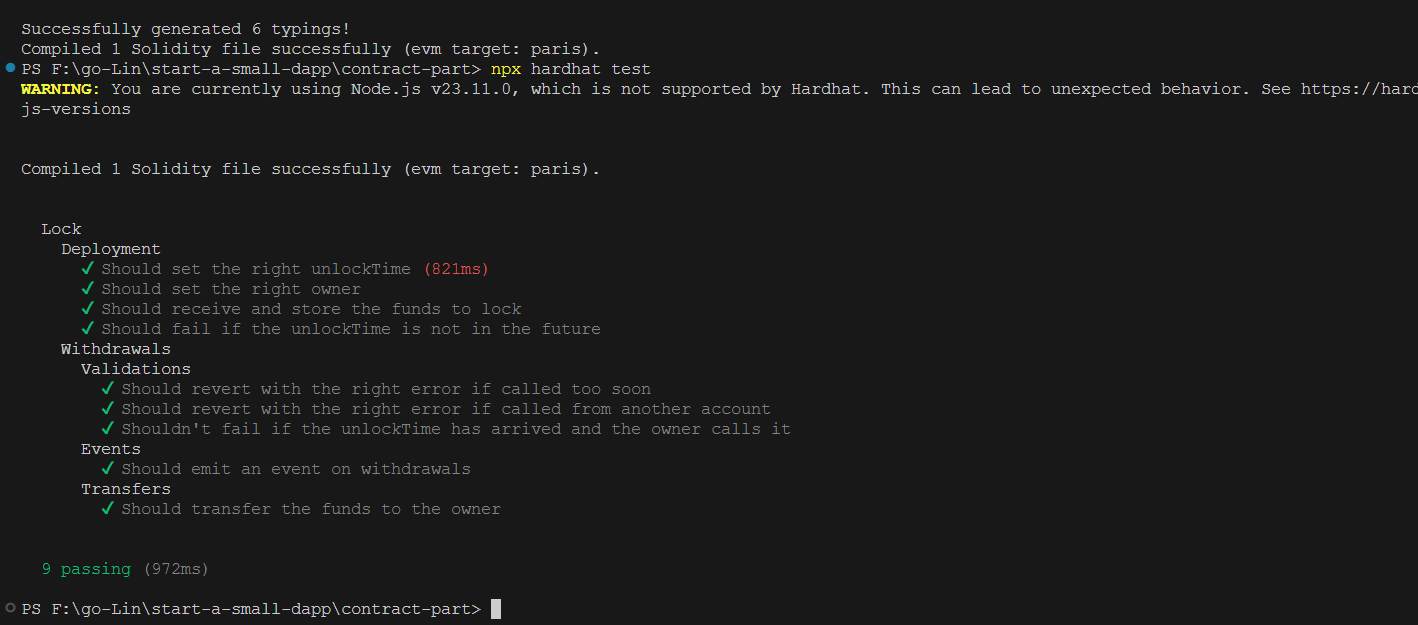 Successfully generated 6 typings!
Compiled 1 Solidity file successfully (evm target: paris).
PS F:\go-Lin\start-a-small-dapp\contract-part> npx hardhat test
WARNING: You are currently using Node.js v23.11.0, which is not supported by Hardhat. This can lead to unexpected behavior. See https://hard
js-versions
Compiled 1 Solidity file successfully (evm target: paris).
Lock
Deployment
✓ Should set the right unlockTime (821ms)
✓ Should set the right owner
✓ Should receive and store the funds to lock
✓ Should fail if the unlockTime is not in the future
Withdrawals
Validations
✓ Should revert with the right error if called too soon
✓ Should revert with the right error if called from another account
✓ Shouldn't fail if the unlockTime has arrived and the owner calls it
Events
✓ Should emit an event on withdrawals
Transfers
✓ Should transfer the funds to the owner
9 passing (972ms)
PS F:\go-Lin\start-a-small-dapp\contract-part>